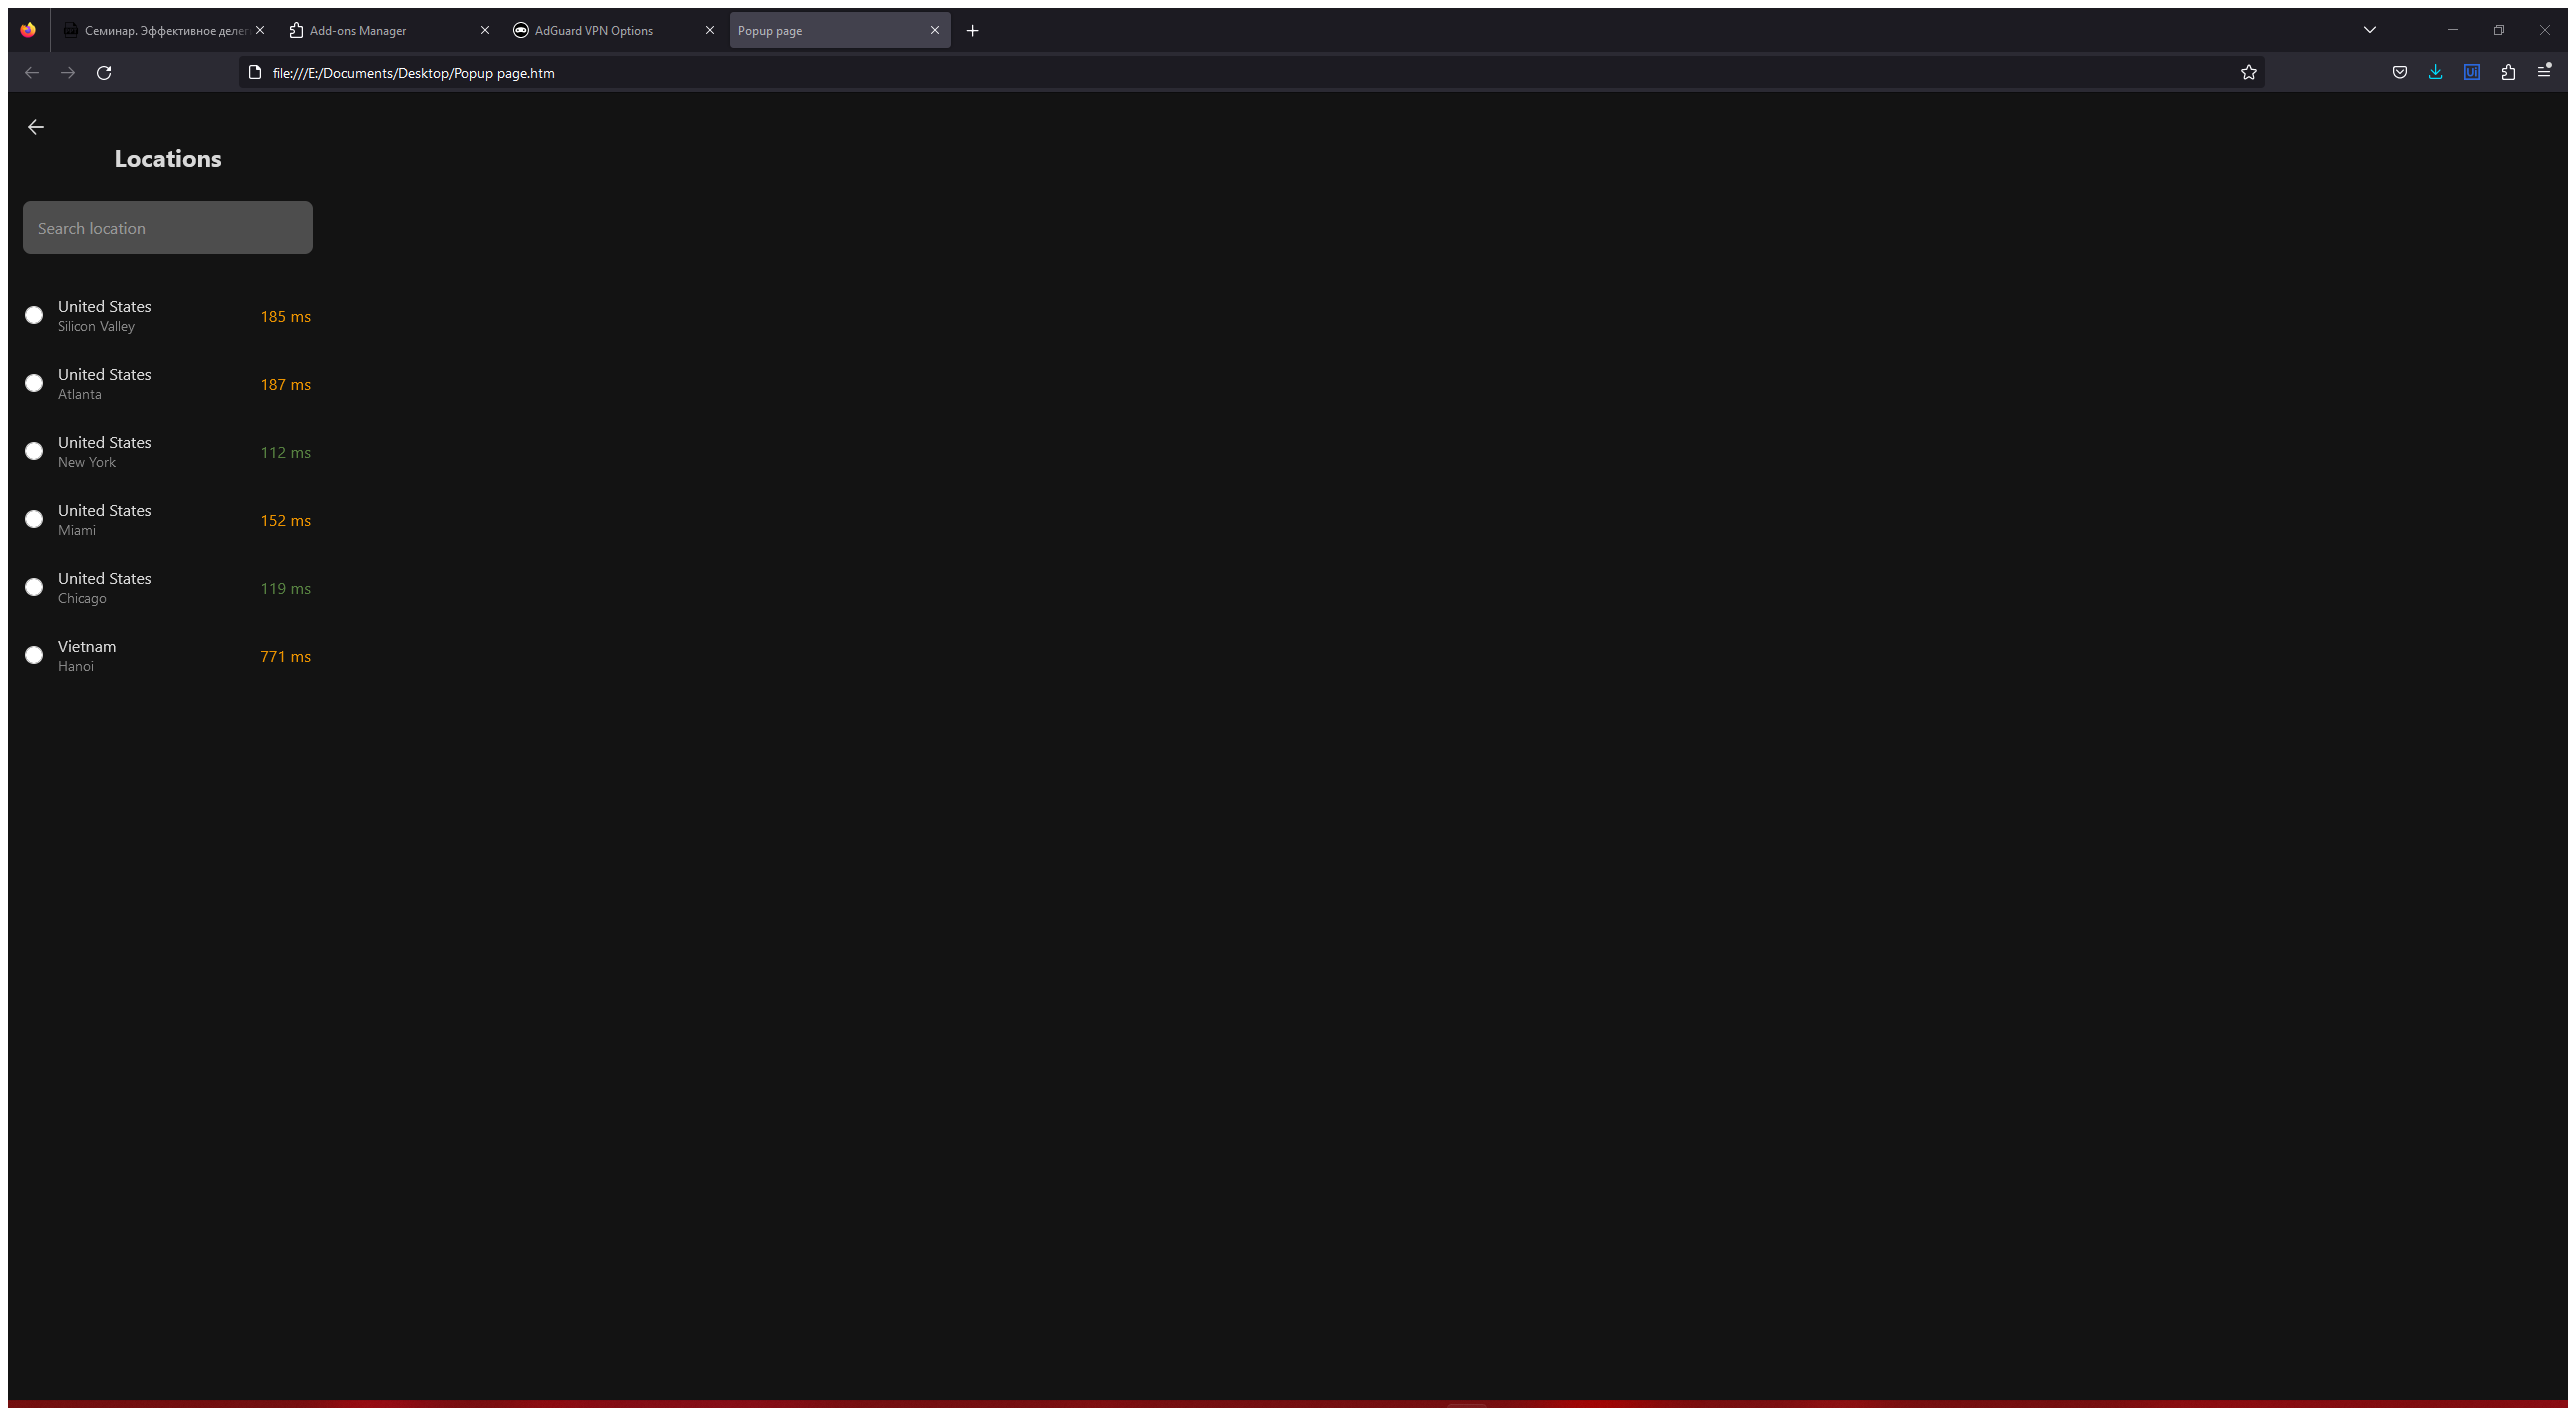 Семинар. Эффективное делег
Add-ons Manager
AdGuard VPN Options
Popup page
file:///E:/Documents/Desktop/Popup page.htm
Ui
Locations
Search location
United States
Silicon Valley
185 ms
United States
Atlanta
187 ms
United States
New York
112 ms
United States
Miami
152 ms
United States
Chicago
119 ms
Vietnam
Hanoi
771 ms